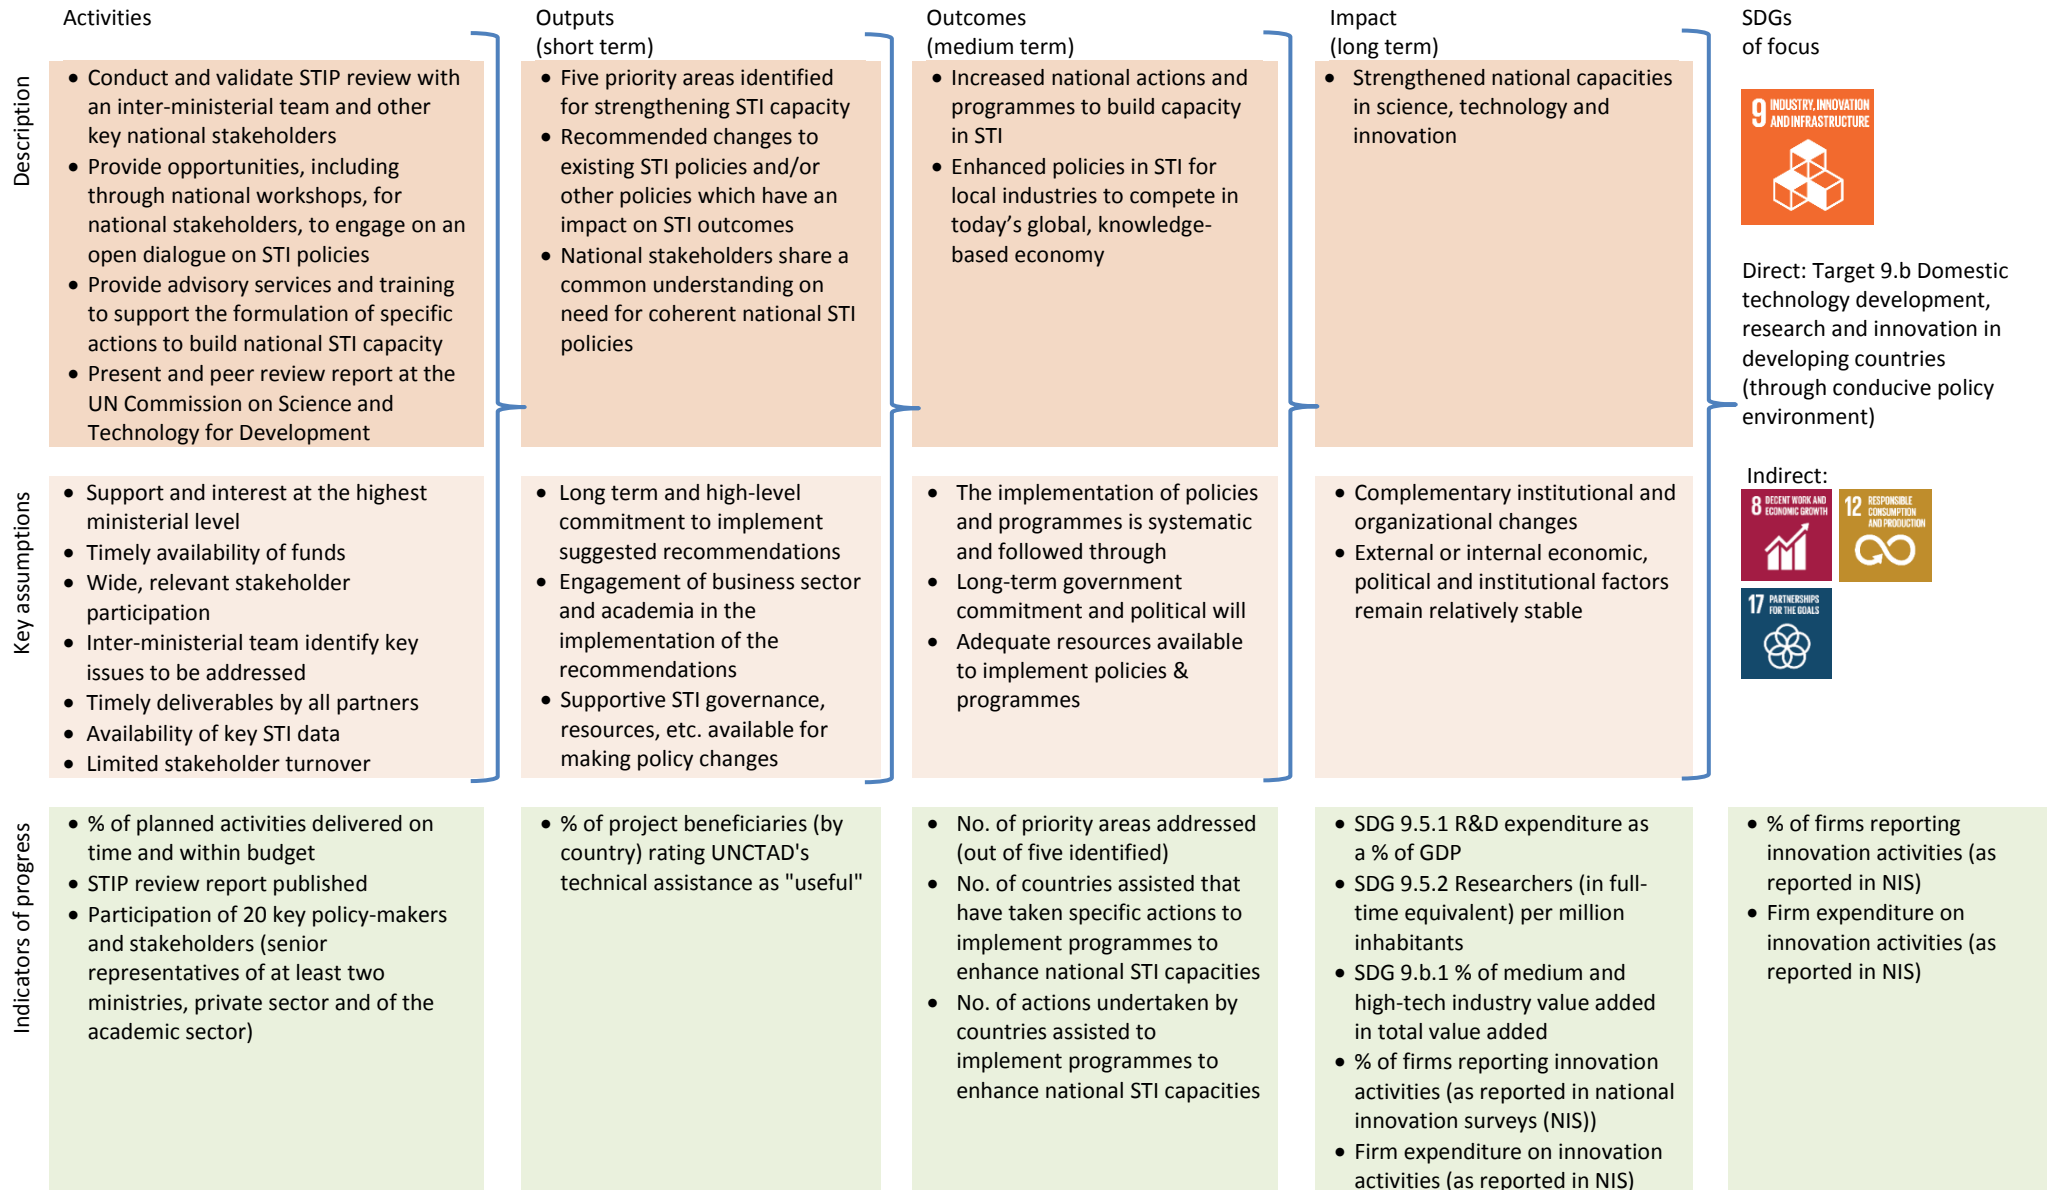 Activities
Outputs
(short term)
Outcomes
(medium term)
Impact
(long term)
SDGs
of focus
Description
• Conduct and validate STIP review with
an inter-ministerial team and other
key national stakeholders
• Provide opportunities, including
through national workshops, for
national stakeholders, to engage on an
open dialogue on STI policies
• Provide advisory services and training
to support the formulation of specific
actions to build national STI capacity
• Present and peer review report at the
UN Commission on Science and
Technology for Development
• Five priority areas identified
for strengthening STI capacity
• Recommended changes to
existing STI policies and/or
other policies which have an
impact on STI outcomes
• National stakeholders share a
common understanding on
need for coherent national STI
policies
• Increased national actions and
programmes to build capacity
in STI
• Enhanced policies in STI for
local industries to compete in
today’s global, knowledge-
based economy
• Strengthened national capacities
in science, technology and
innovation
9 INDUSTRY, INNOVATION
AND INFRASTRUCTURE
Direct: Target 9.b Domestic
technology development,
research and innovation in
developing countries
(through conducive policy
environment)
Key assumptions
• Support and interest at the highest
ministerial level
• Timely availability of funds
• Wide, relevant stakeholder
participation
• Inter-ministerial team identify key
issues to be addressed
• Timely deliverables by all partners
• Availability of key STI data
• Limited stakeholder turnover
• Long term and high-level
commitment to implement
suggested recommendations
• Engagement of business sector
and academia in the
implementation of the
recommendations
• Supportive STI governance,
resources, etc. available for
making policy changes
• The implementation of policies
and programmes is systematic
and followed through
• Long-term government
commitment and political will
• Adequate resources available
to implement policies &
programmes
• Complementary institutional and
organizational changes
• External or internal economic,
political and institutional factors
remain relatively stable
Indirect:
8 DECENT WORK AND
ECONOMIC GROWTH
12 RESPONSIBLE
CONSUMPTION
AND PRODUCTION
17 PARTNERSHIPS
FOR THE GOALS
Indicators of progress
• % of planned activities delivered on
time and within budget
• STIP review report published
• Participation of 20 key policy-makers
and stakeholders (senior
representatives of at least two
ministries, private sector and of the
academic sector)
• % of project beneficiaries (by
country) rating UNCTAD's
technical assistance as "useful"
• No. of priority areas addressed
(out of five identified)
• No. of countries assisted that
have taken specific actions to
implement programmes to
enhance national STI capacities
• No. of actions undertaken by
countries assisted to
implement programmes to
enhance national STI capacities
• SDG 9.5.1 R&D expenditure as
a % of GDP
• SDG 9.5.2 Researchers (in full-
time equivalent) per million
inhabitants
• SDG 9.b.1 % of medium and
high-tech industry value added
in total value added
• % of firms reporting innovation
activities (as reported in national
innovation surveys (NIS))
• Firm expenditure on innovation
activities (as reported in NIS)
• % of firms reporting
innovation activities (as
reported in NIS)
• Firm expenditure on
innovation activities (as
reported in NIS)